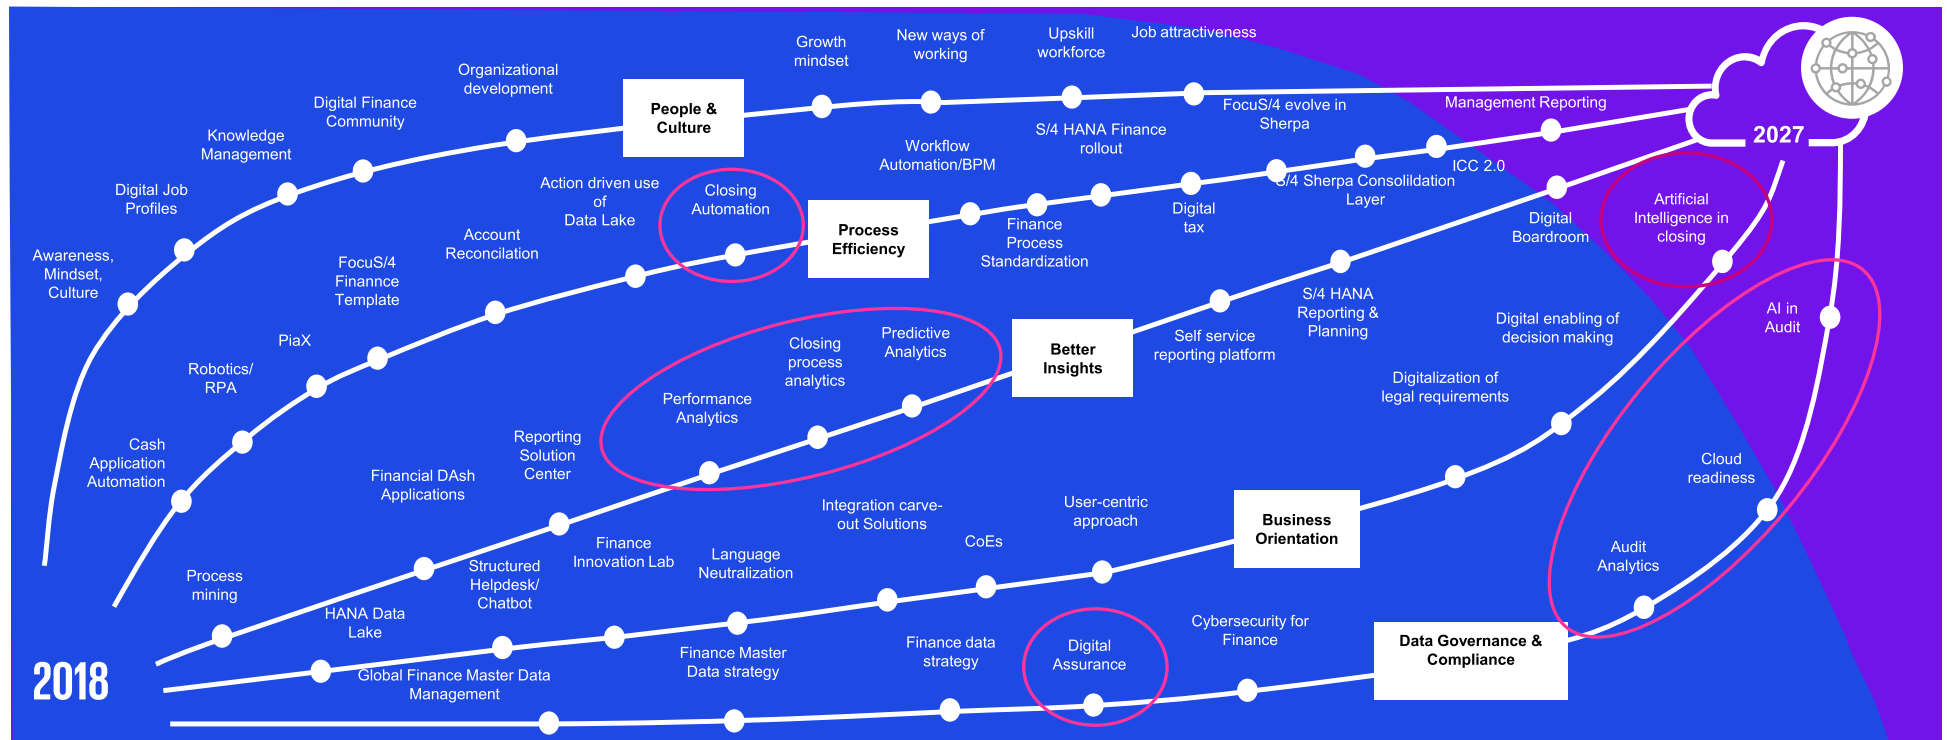 Growth
mindset
New ways of
working
Upskill
workforce
Job attractiveness
Organizational
development
Digital Finance
Community
Knowledge
Management
Digital Job
Profiles
Awareness,
Mindset,
Culture
People &
Culture
2027
Management Reporting
FocuS/4 evolve in
Sherpa
S/4 HANA Finance
rollout
Workflow
Automation/BPM
ICC 2.0
S/4 Sherpa Consolildation
Layer
Digital
tax
Finance
Process
Standardization
Process
Efficiency
Closing
Automation
Action driven use
of
Data Lake
Account
Reconcilation
FocuS/4
Finannce
Template
PiaX
Robotics/
RPA
Cash
Application
Automation
Artificial
Intelligence in
closing
Digital
Boardroom
S/4 HANA
Reporting &
Planning
Self service
reporting platform
Better
Insights
Predictive
Analytics
Closing
process
analytics
Performance
Analytics
Reporting
Solution
Center
Financial DAsh
Applications
Process
mining
AI in
Audit
Digital enabling of
decision making
Digitalization of
legal requirements
Business
Orientation
User-centric
approach
CoEs
Integration carve-
out Solutions
Language
Neutralization
Finance
Innovation Lab
Structured
Helpdesk/
Chatbot
HANA Data
Lake
Cloud
readiness
Audit
Analytics
Data Governance &
Compliance
Cybersecurity for
Finance
Digital
Assurance
Finance data
strategy
Finance Master
Data strategy
Global Finance Master Data
Management
2018